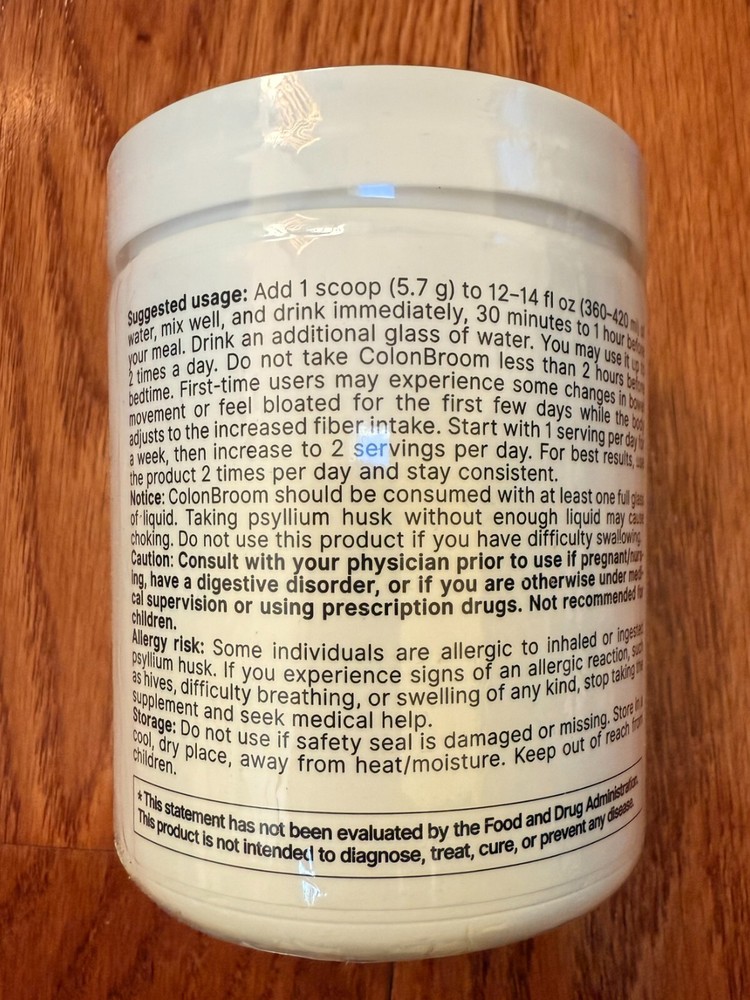 Suggested usage: Add 1 scoop (5.7 g) to 12–14 fl oz (360–420 ml)
water, mix well, and drink immediately, 30 minutes to 1 hour before
your meal. Drink an additional glass of water. You may use it up to
2 times a day. Do not take ColonBroom less than 2 hours before
bedtime. First-time users may experience some changes in bowel
movement or feel bloated for the first few days while the body
adjusts to the increased fiber intake. Start with 1 serving per day for
a week, then increase to 2 servings per day. For best results, use
the product 2 times per day and stay consistent.
Notice: ColonBroom should be consumed with at least one full glass
of liquid. Taking psyllium husk without enough liquid may cause
choking. Do not use this product if you have difficulty swallowing.
Caution: Consult with your physician prior to use if pregnant/nurs-
ing, have a digestive disorder, or if you are otherwise under medi-
cal supervision or using prescription drugs. Not recommended for
children.
Allergy risk: Some individuals are allergic to inhaled or ingested
psyllium husk. If you experience signs of an allergic reaction, such
as hives, difficulty breathing, or swelling of any kind, stop taking the
supplement and seek medical help.
Storage: Do not use if safety seal is damaged or missing. Store in a
cool, dry place, away from heat/moisture. Keep out of reach from
children.
* This statement has not been evaluated by the Food and Drug Administration.
This product is not intended to diagnose, treat, cure, or prevent any disease.